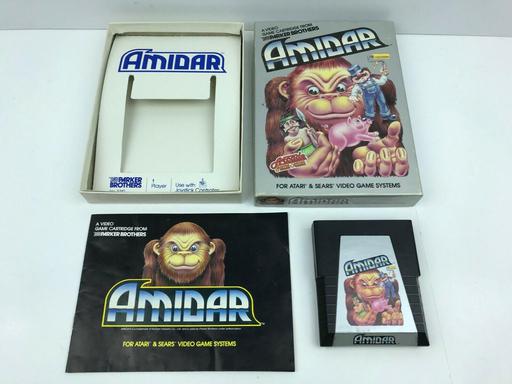 AMIDAR
PARKER
BROTHERS
1
Player
Use with
Joystick Controller
A VIDEO
GAME CARTRIDGE FROM
PARKER BROTHERS
AMIDAR
FOR ATARI & SEARS VIDEO GAME SYSTEMS
A VIDEO
GAME CARTRIDGE FROM
PARKER BROTHERS
AMIDAR
FOR ATARI & SEARS VIDEO GAME SYSTEMS
AMIDAR
AMIDAR